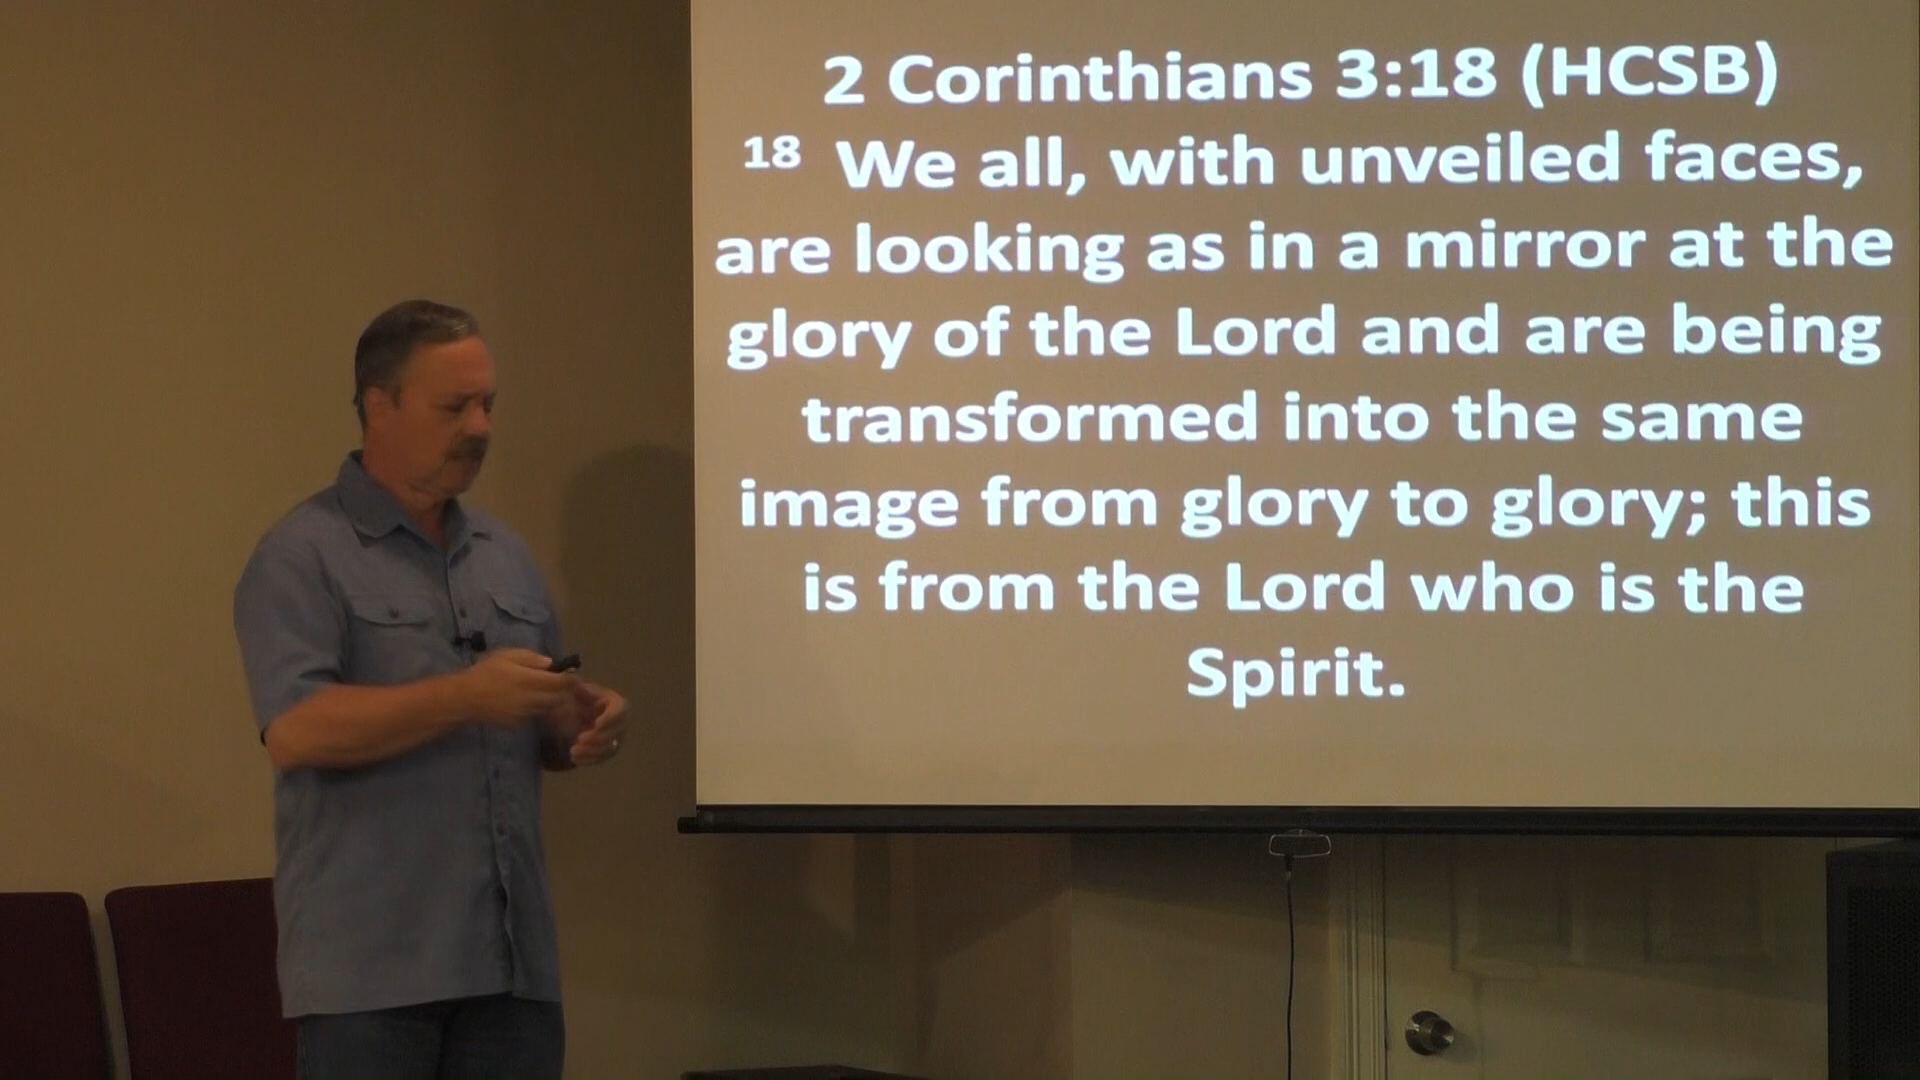 2 Corinthians 3:18 (HCSB)
18 We all, with unveiled faces,
are looking as in a mirror at the
glory of the Lord and are being
transformed into the same
image from glory to glory; this
is from the Lord who is the
Spirit.